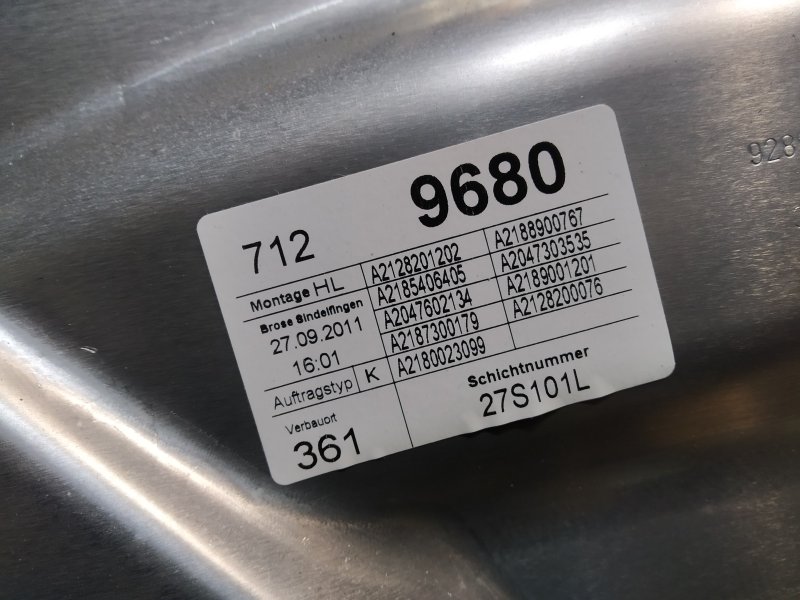 9680
712
Montage HL
Brose Sindelfingen
27.09.2011
16:01
Auftragstyp K
A2128201202 A2188900767
A2185406405 A2047303535
A2047602134 A2189001201
A2187300179 A2128200076
A2180023099
Verbauort
361
Schichtnummer
27S101L
928